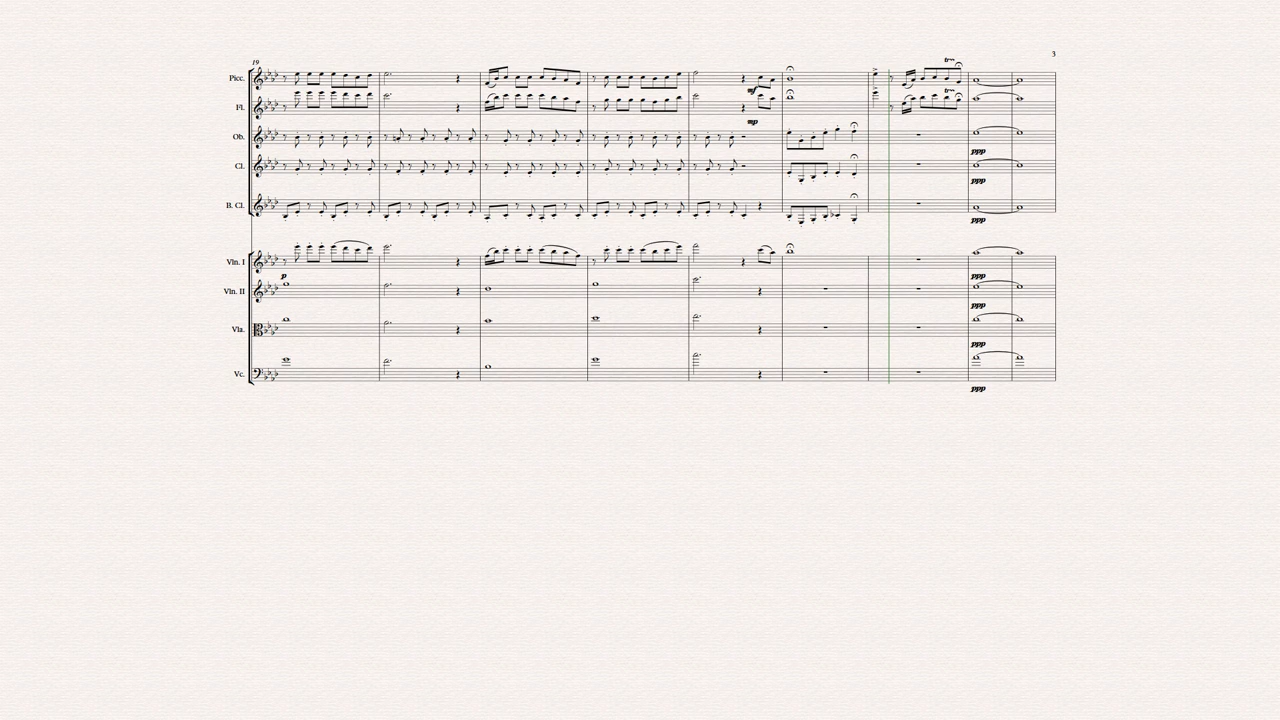 3
19
Picc.
mf
tr
Fl.
mp
tr
Ob.
ppp
Cl.
ppp
B. Cl.
ppp
Vln. I
p
ppp
Vln. II
ppp
Vla.
ppp
Vc.
ppp